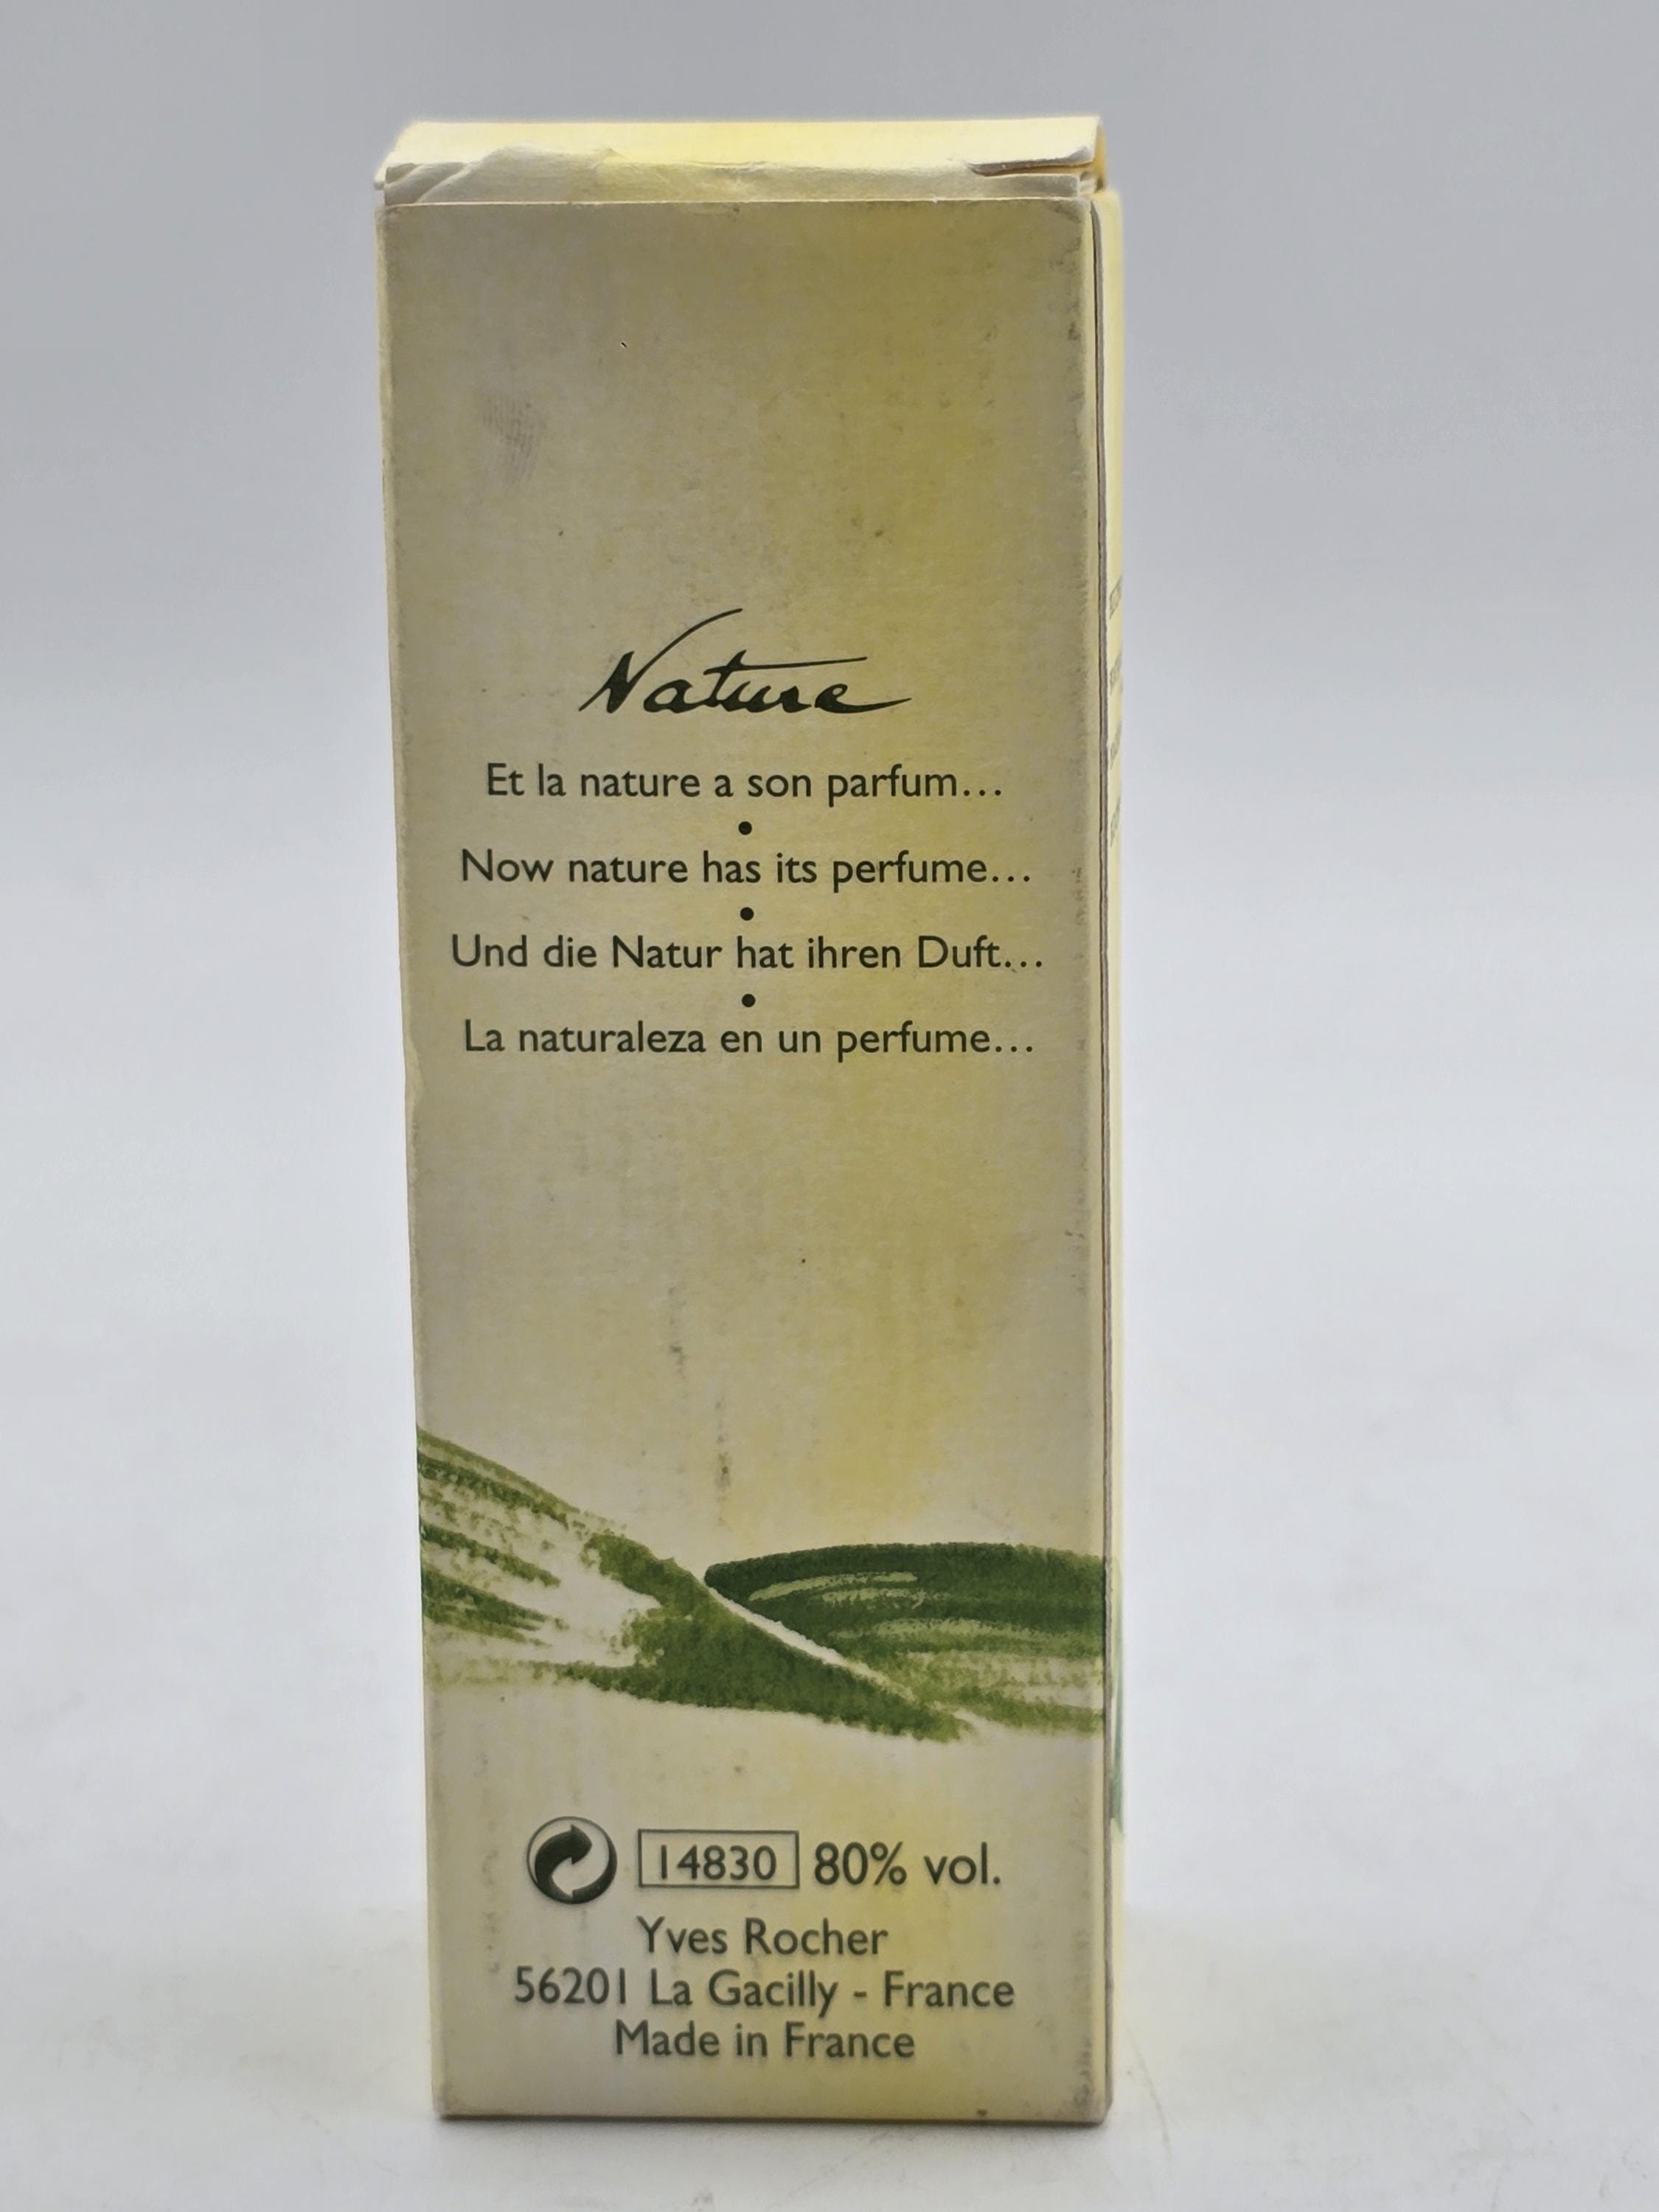 Nature
Et la nature a son parfum...
•
Now nature has its perfume...
•
Und die Natur hat ihren Duft...
•
La naturaleza en un perfume...
14830 80% vol.
Yves Rocher
56201 La Gacilly - France
Made in France